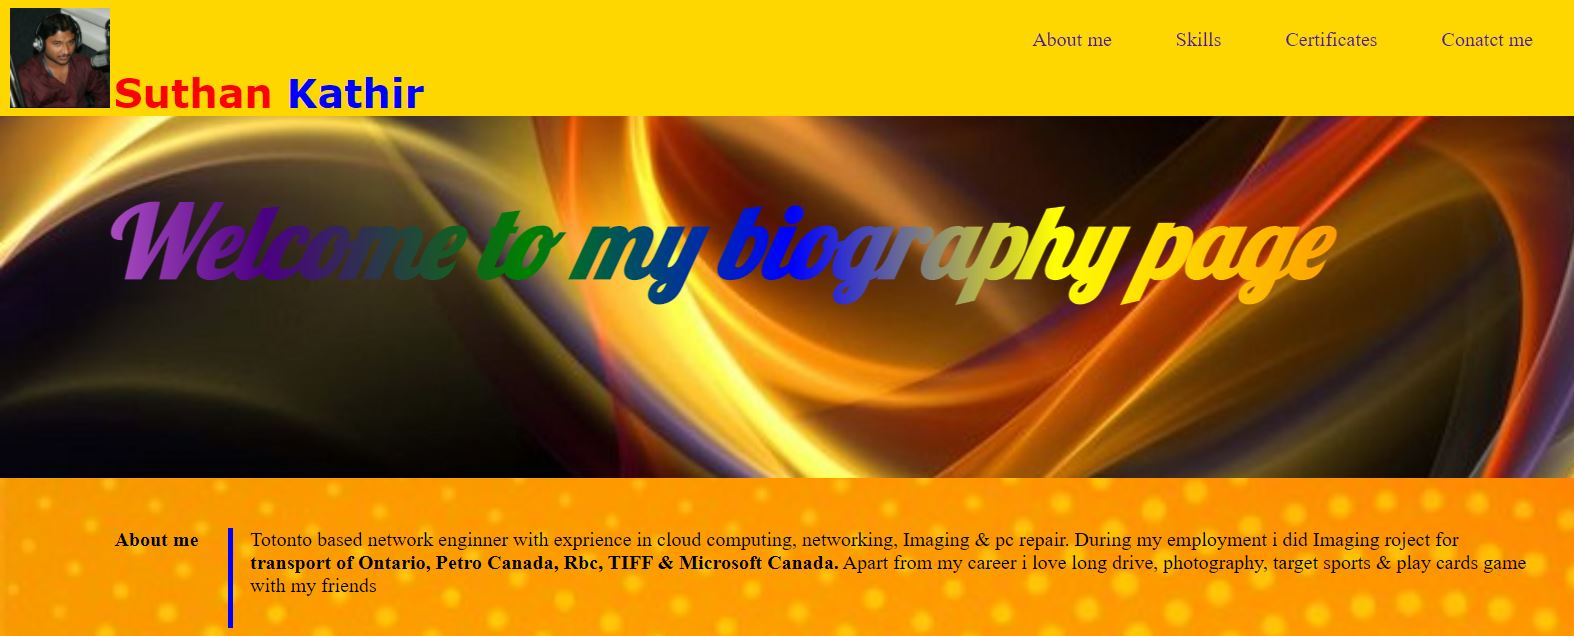 About me Skills Certificates Conatct me
Suthan Kathir
Welcome to my biography page
About me
Totonto based network enginner with exprience in cloud computing, networking, Imaging & pc repair. During my employment i did Imaging roject for
transport of Ontario, Petro Canada, Rbc, TIFF & Microsoft Canada. Apart from my career i love long drive, photography, target sports & play cards game
with my friends